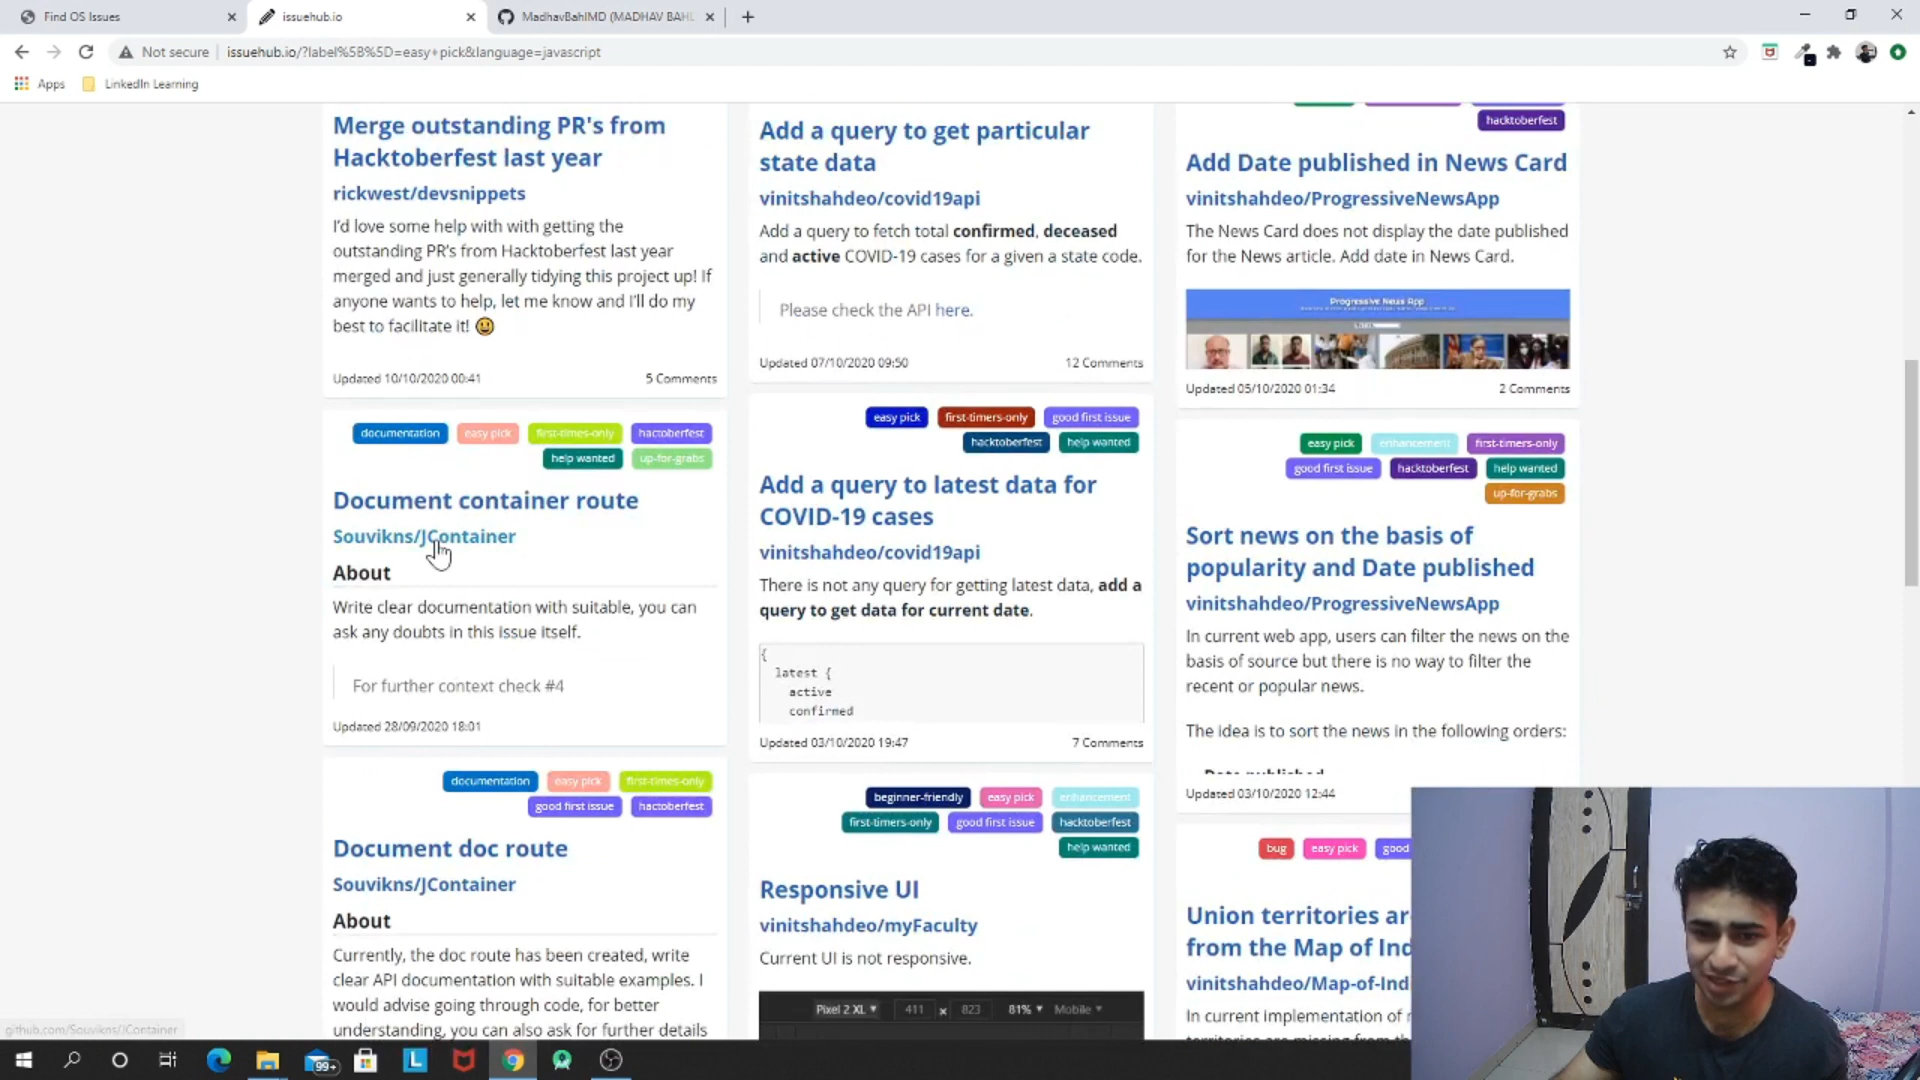 Find OS Issues
issuehub.io
MadhavBahlMD (MADHAV BAHL
Not secure
issuehub.io/?label%5B%5D=easy+pick&language=javascript
Apps
LinkedIn Learning
Merge outstanding PR's from
Hacktoberfest last year
rickwest/devsnippets
I'd love some help with with getting the
outstanding PR's from Hacktoberfest last year
merged and just generally tidying this project up! If
anyone wants to help, let me know and I'll do my
best to facilitate it!
Updated 10/10/2020 00:41
5 Comments
documentation
easy pick
first-times-only
hactoberfest
help wanted
up-for-grabs
Document container route
Souvikns/JContainer
About
Write clear documentation with suitable, you can
ask any doubts in this issue itself.
For further context check #4
Updated 28/09/2020 18:01
documentation
easy pick
first-times-only
good first issue
hactoberfest
Document doc route
Souvikns/JContainer
About
Currently, the doc route has been created, write
clear API documentation with suitable examples. I
would advise going through code, for better
understanding, you can also ask for further details
Add a query to get particular
state data
vinitshahdeo/covid19api
Add a query to fetch total confirmed, deceased
and active COVID-19 cases for a given a state code.
Please check the API here.
Updated 07/10/2020 09:50
12 Comments
easy pick
first-timers-only
good first issue
hacktoberfest
help wanted
Add a query to latest data for
COVID-19 cases
vinitshahdeo/covid19api
There is not any query for getting latest data, add a
query to get data for current date.
{
latest {
active
confirmed
Updated 03/10/2020 19:47
7 Comments
beginner-friendly
easy pick
enhancement
first-timers-only
good first issue
hacktoberfest
help wanted
Responsive UI
vinitshahdeo/myFaculty
Current UI is not responsive.
Pixel 2 XL ▼
411
x
823
81% ▼
Mobile ▼
hacktoberfest
Add Date published in News Card
vinitshahdeo/ProgressiveNewsApp
The News Card does not display the date published
for the News article. Add date in News Card.
Progressive News App
Updated 05/10/2020 01:34
2 Comments
easy pick
enhancement
first-timers-only
good first issue
hacktoberfest
help wanted
up-for-grabs
Sort news on the basis of
popularity and Date published
vinitshahdeo/ProgressiveNewsApp
In current web app, users can filter the news on the
basis of source but there is no way to filter the
recent or popular news.
The idea is to sort the news in the following orders:
Date published
Updated 03/10/2020 12:44
bug
easy pick
good
Union territories ar
from the Map of Ind
vinitshahdeo/Map-of-Ind
In current implementation of
territories are missing from th
github.com/Souvikns/JContainer
99+